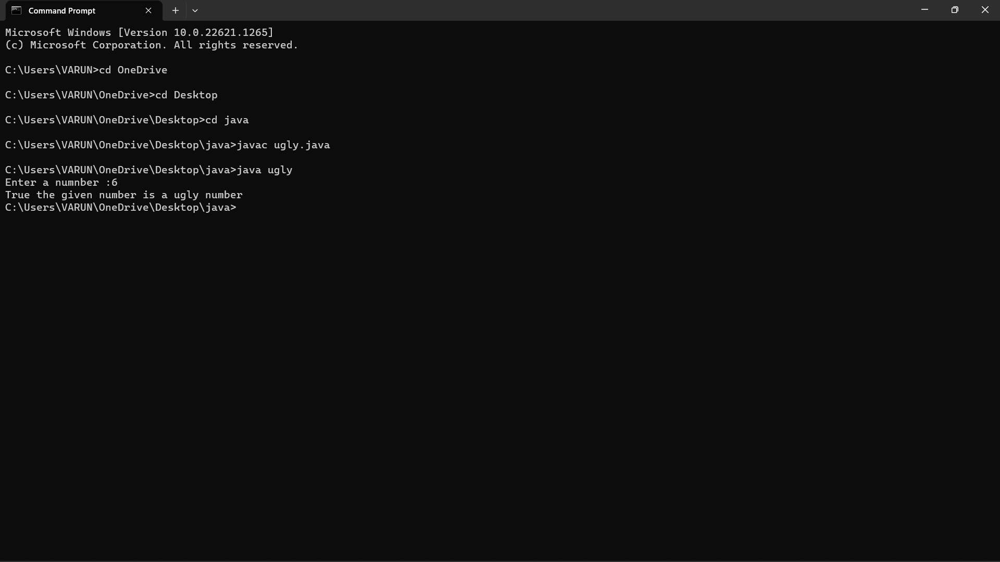 Command Prompt
Microsoft Windows [Version 10.0.22621.1265]
(c) Microsoft Corporation. All rights reserved.
C:\Users\VARUN>cd OneDrive
C:\Users\VARUN\OneDrive>cd Desktop
C:\Users\VARUN\OneDrive\Desktop>cd java
C:\Users\VARUN\OneDrive\Desktop\java>javac ugly.java
C:\Users\VARUN\OneDrive\Desktop\java>java ugly
Enter a numnber :6
True the given number is a ugly number
C:\Users\VARUN\OneDrive\Desktop\java>